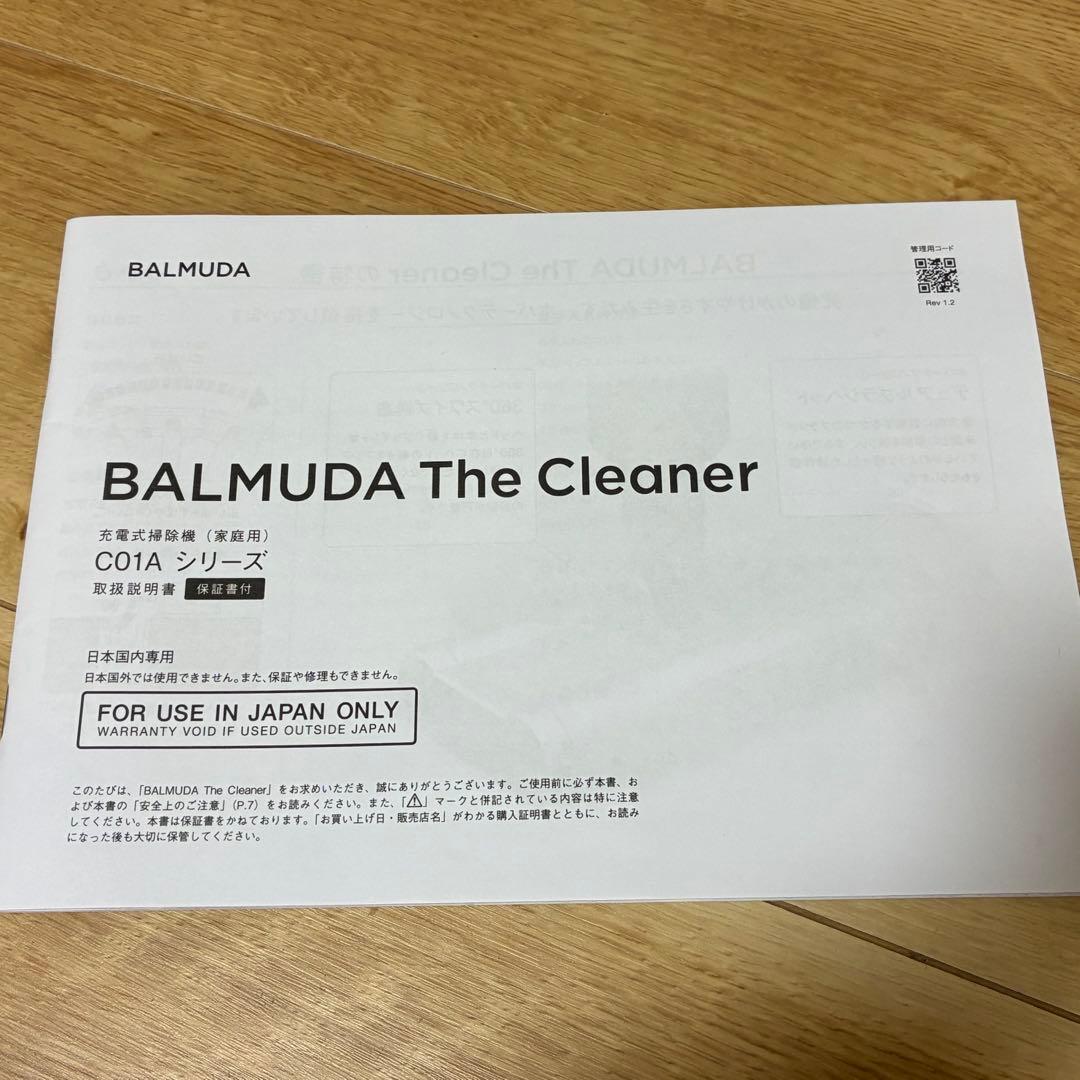 BALMUDA
管理用コード
Rev 1.2
BALMUDA The Cleaner
充電式掃除機（家庭用）
C01A シリーズ
取扱説明書 保証書付
日本国内専用
日本国外では使用できません。また、保証や修理もできません。
FOR USE IN JAPAN ONLY
WARRANTY VOID IF USED OUTSIDE JAPAN
このたびは、「BALMUDA The Cleaner」をお求めいただき、誠にありがとうございます。ご使用前に必ず本書、お
よび本書の「安全上のご注意」（P.7）をお読みください。また、「⚠」マークと併記されている内容は特に注意
してください。本書は保証書をかねております。「お買い上げ日・販売店名」がわかる購入証明書とともに、お読み
になった後も大切に保管してください。